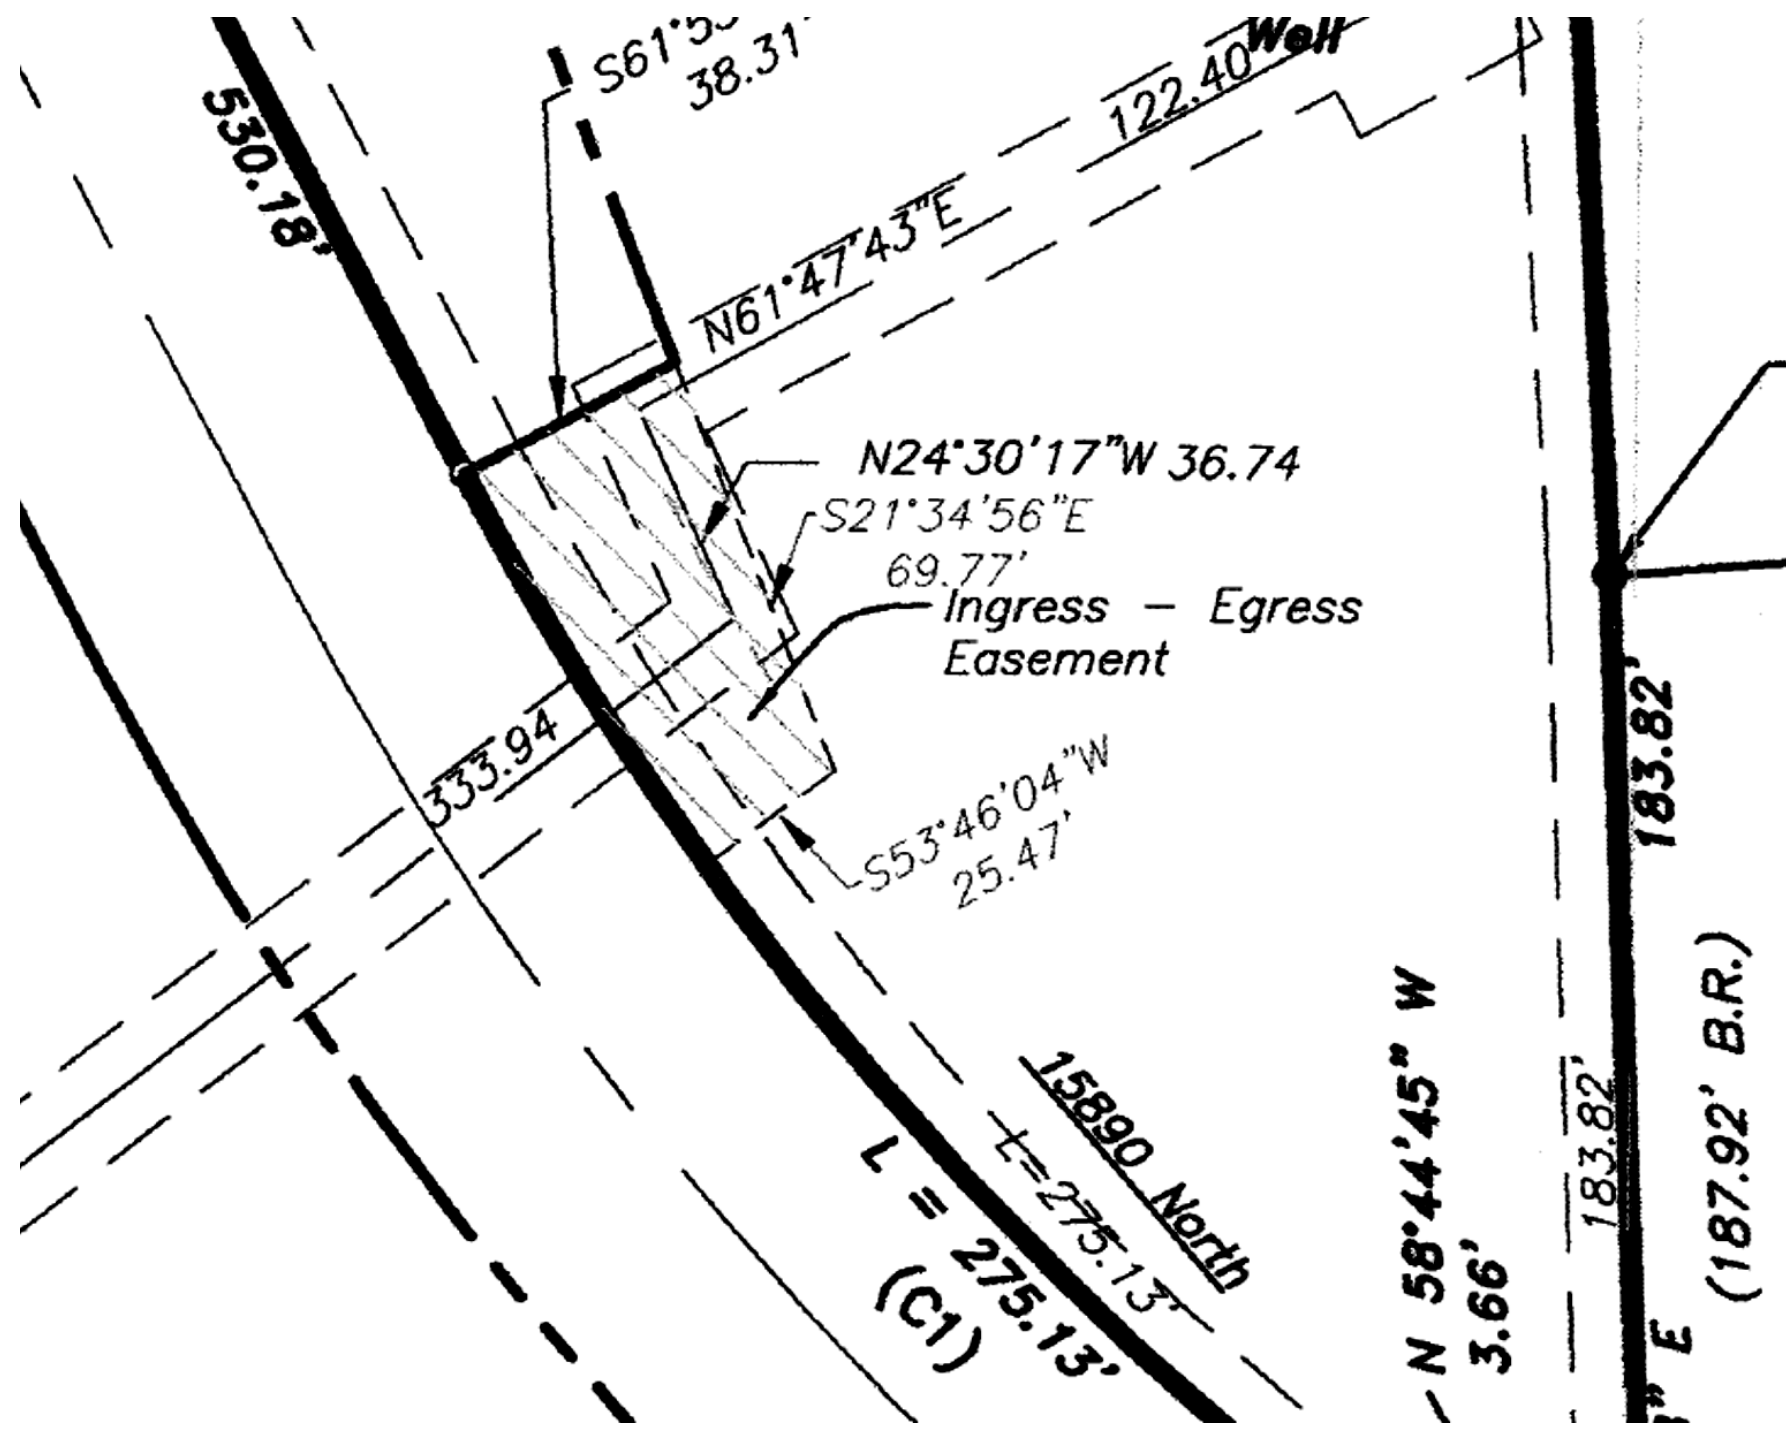 38.31'
Well
122.40
530.18'
N61°47'43"E
N24°30'17"W 36.74
S21°34'56"E
69.77'
Ingress - Egress
Easement
333.94
S53°46'04"W
25.47'
183.82'
15890 North
L=275.13'
L = 275.13'
(C1)
N 58°44'45" W
3.66'
183.82'
(187.92' B.R.)
" E